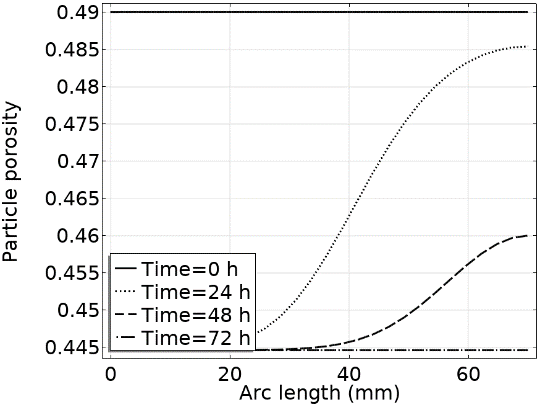 0.49
0.485
0.48
0.475
0.47
0.465
0.46
0.455
0.45
0.445
Particle porosity
Time=0 h
Time=24 h
Time=48 h
Time=72 h
0 20 40 60
Arc length (mm)